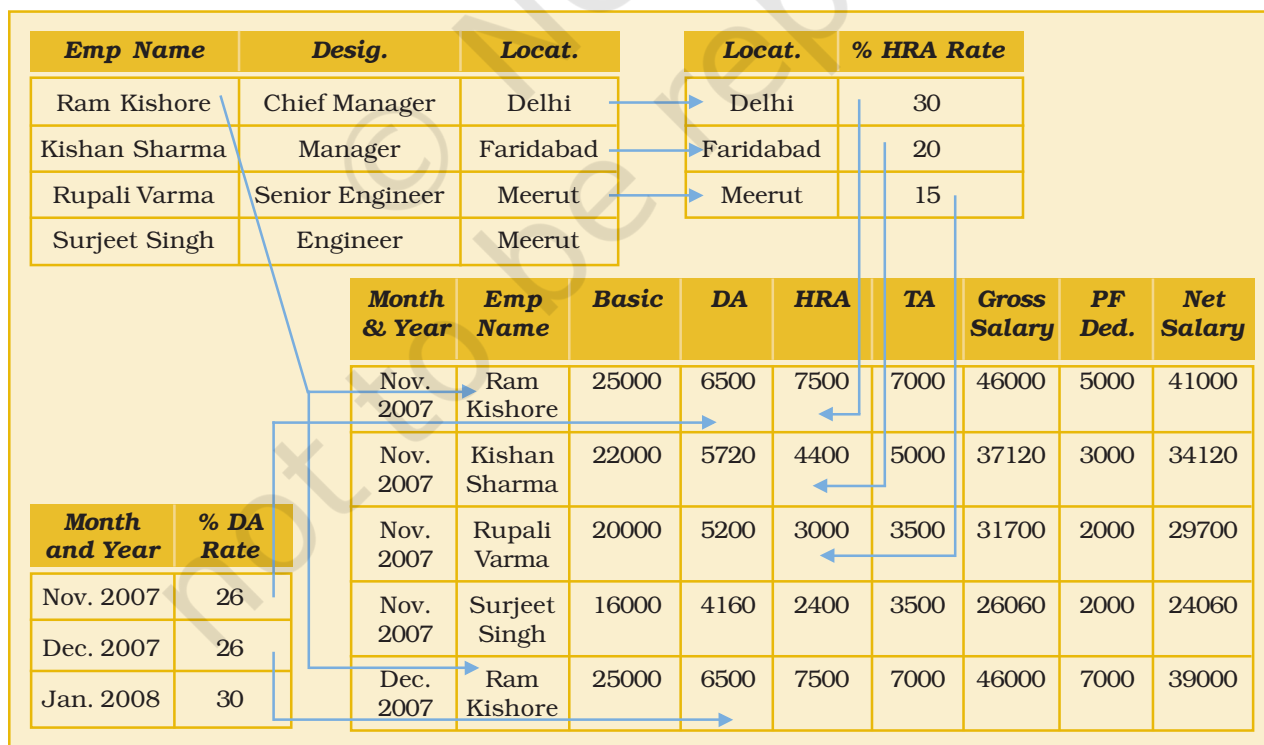 Emp Name Desig. Locat.
Ram Kishore Chief Manager Delhi
Kishan Sharma Manager Faridabad
Rupali Varma Senior Engineer Meerut
Surjeet Singh Engineer Meerut
Locat. % HRA Rate
Delhi 30
Faridabad 20
Meerut 15
Month Emp Basic DA HRA TA Gross PF Net
& Year Name Salary Ded. Salary
Nov. Ram 25000 6500 7500 7000 46000 5000 41000
2007 Kishore
Nov. Kishan 22000 5720 4400 5000 37120 3000 34120
2007 Sharma
Nov. Rupali 20000 5200 3000 3500 31700 2000 29700
2007 Varma
Nov. Surjeet 16000 4160 2400 3500 26060 2000 24060
2007 Singh
Dec. Ram 25000 6500 7500 7000 46000 7000 39000
2007 Kishore
Month % DA
and Year Rate
Nov. 2007 26
Dec. 2007 26
Jan. 2008 30
©
not to be rep